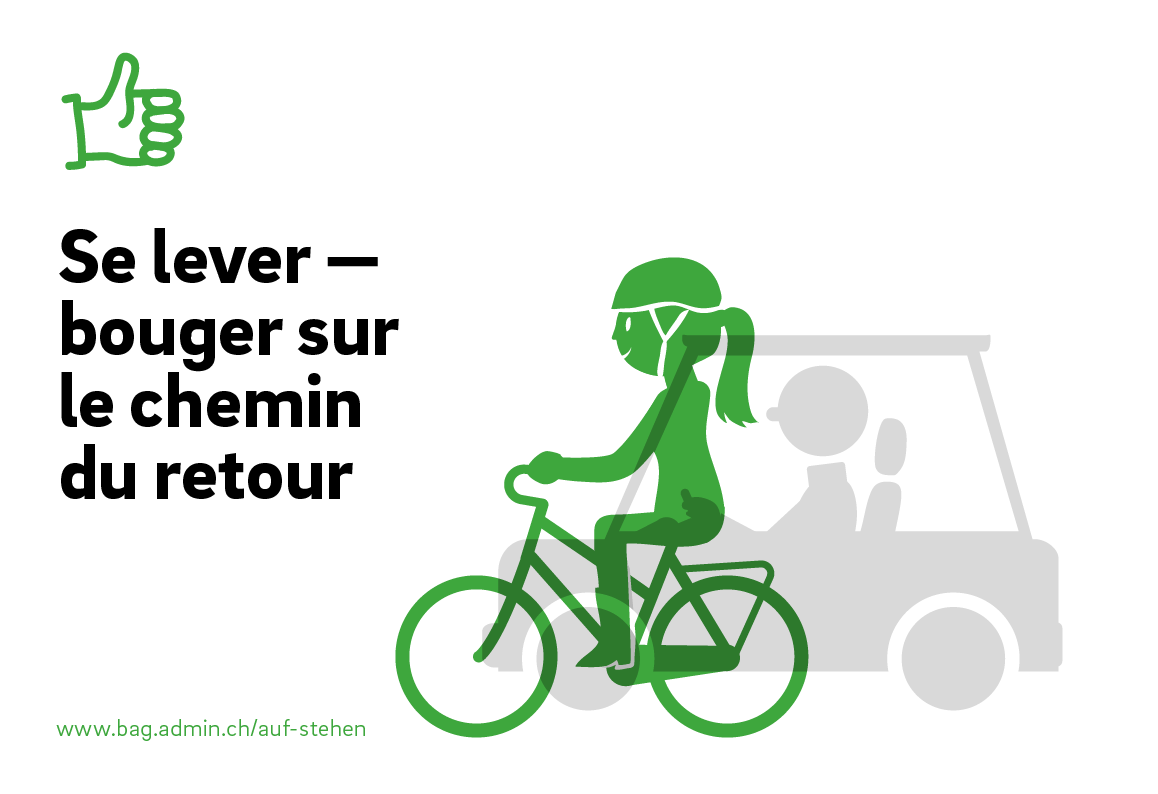 Se lever —
bouger sur
le chemin
du retour
www.bag.admin.ch/auf-stehen